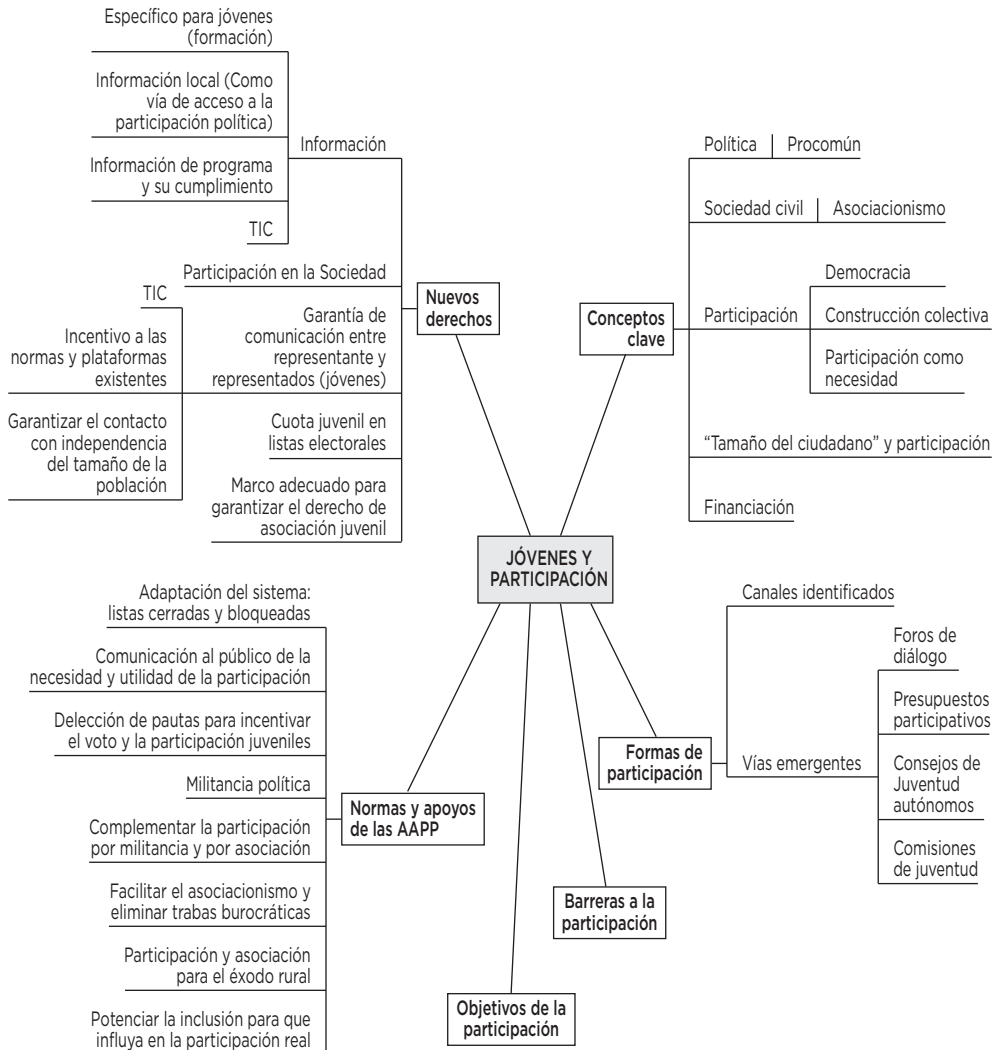 Específico para jóvenes
(formación)
Información local (Como
vía de acceso a la
participación política)
Información de programa
y su cumplimiento
TIC
Información
Participación en la Sociedad
TIC
Incentivo a las
normas y plataformas
existentes
Garantizar el contacto
con independencia
del tamaño de la
población
Garantía de
comunicación entre
representante y
representados (jóvenes)
Cuota juvenil en
listas electorales
Marco adecuado para
garantizar el derecho de
asociación juvenil
Nuevos
derechos
Conceptos
clave
Política
Procomún
Sociedad civil
Asociacionismo
Participación
Democracia
Construcción colectiva
Participación como
necesidad
“Tamaño del ciudadano” y participación
Financiación
JÓVENES Y
PARTICIPACIÓN
Adaptación del sistema:
listas cerradas y bloqueadas
Comunicación al público de la
necesidad y utilidad de la participación
Delección de pautas para incentivar
el voto y la participación juveniles
Militancia política
Complementar la participación
por militancia y por asociación
Facilitar el asociacionismo y
eliminar trabas burocráticas
Participación y asociación
para el éxodo rural
Potenciar la inclusión para que
influya en la participación real
Normas y apoyos
de las AAPP
Objetivos de la
participación
Barreras a la
participación
Formas de
participación
Canales identificados
Vías emergentes
Foros de
diálogo
Presupuestos
participativos
Consejos de
Juventud
autónomos
Comisiones
de juventud